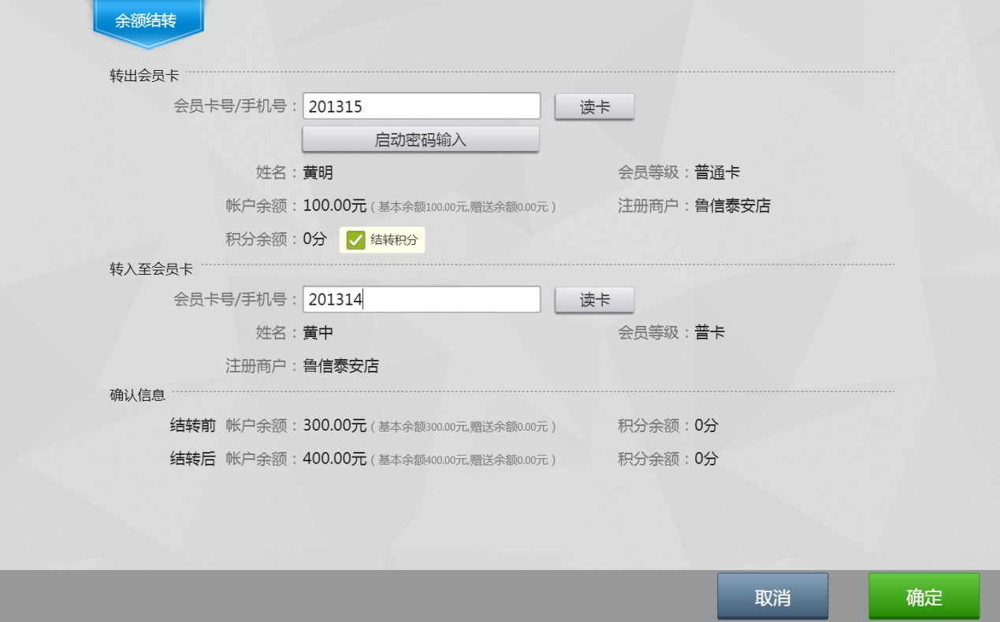 余额结转
转出会员卡
会员卡号/手机号： 201315 读卡
启动密码输入
姓名：黄明 会员等级：普通卡
帐户余额：100.00元（基本余额100.00元,赠送余额0.00元） 注册商户：鲁信泰安店
积分余额：0分 结转积分
转入至会员卡
会员卡号/手机号： 201314 读卡
姓名：黄中 会员等级：普卡
注册商户：鲁信泰安店
确认信息
结转前 帐户余额：300.00元（基本余额300.00元,赠送余额0.00元） 积分余额：0分
结转后 帐户余额：400.00元（基本余额400.00元,赠送余额0.00元） 积分余额：0分
取消 确定